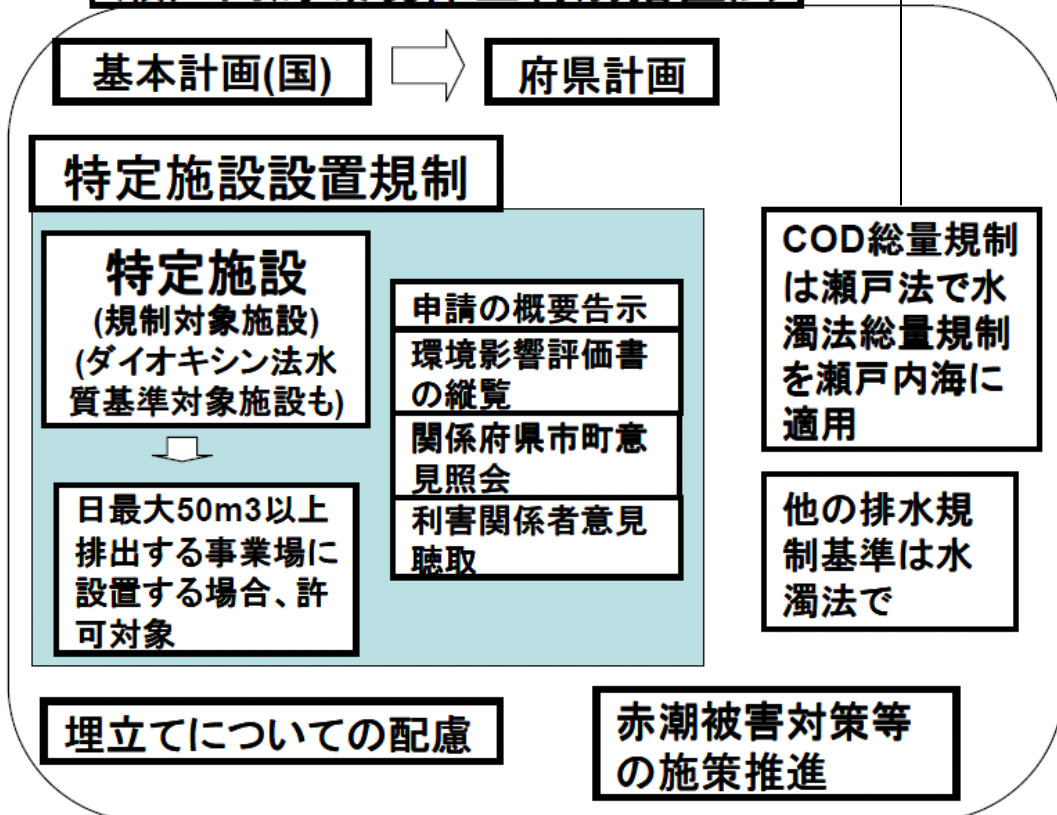 基本計画(国)
府県計画
特定施設設置規制
特定施設
(規制対象施設)
(ダイオキシン法水
質基準対象施設も)
日最大50m3以上
排出する事業場に
設置する場合、許
可対象
申請の概要告示
環境影響評価書
の縦覧
関係府県市町意
見照会
利害関係者意見
聴取
COD総量規制
は瀬戸法で水
濁法総量規制
を瀬戸内海に
適用
他の排水規
制基準は水
濁法で
埋立てについての配慮
赤潮被害対策等
の施策推進